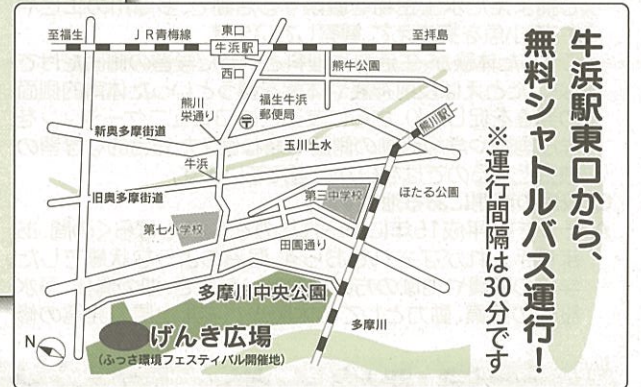 牛浜駅東口から、
無料シャトルバス運行！
※運行間隔は30分です
至福生
ＪＲ青梅線
東口
牛浜駅
西口
至拝島
熊牛公園
熊川
栄通り
福生牛浜
郵便局
〒
熊川駅
新奥多摩街道
玉川上水
牛浜
旧奥多摩街道
第三中学校
ほたる公園
第七小学校
田園通り
多摩川中央公園
多摩川
N
げんき広場
(ふっさ環境フェスティバル開催地)